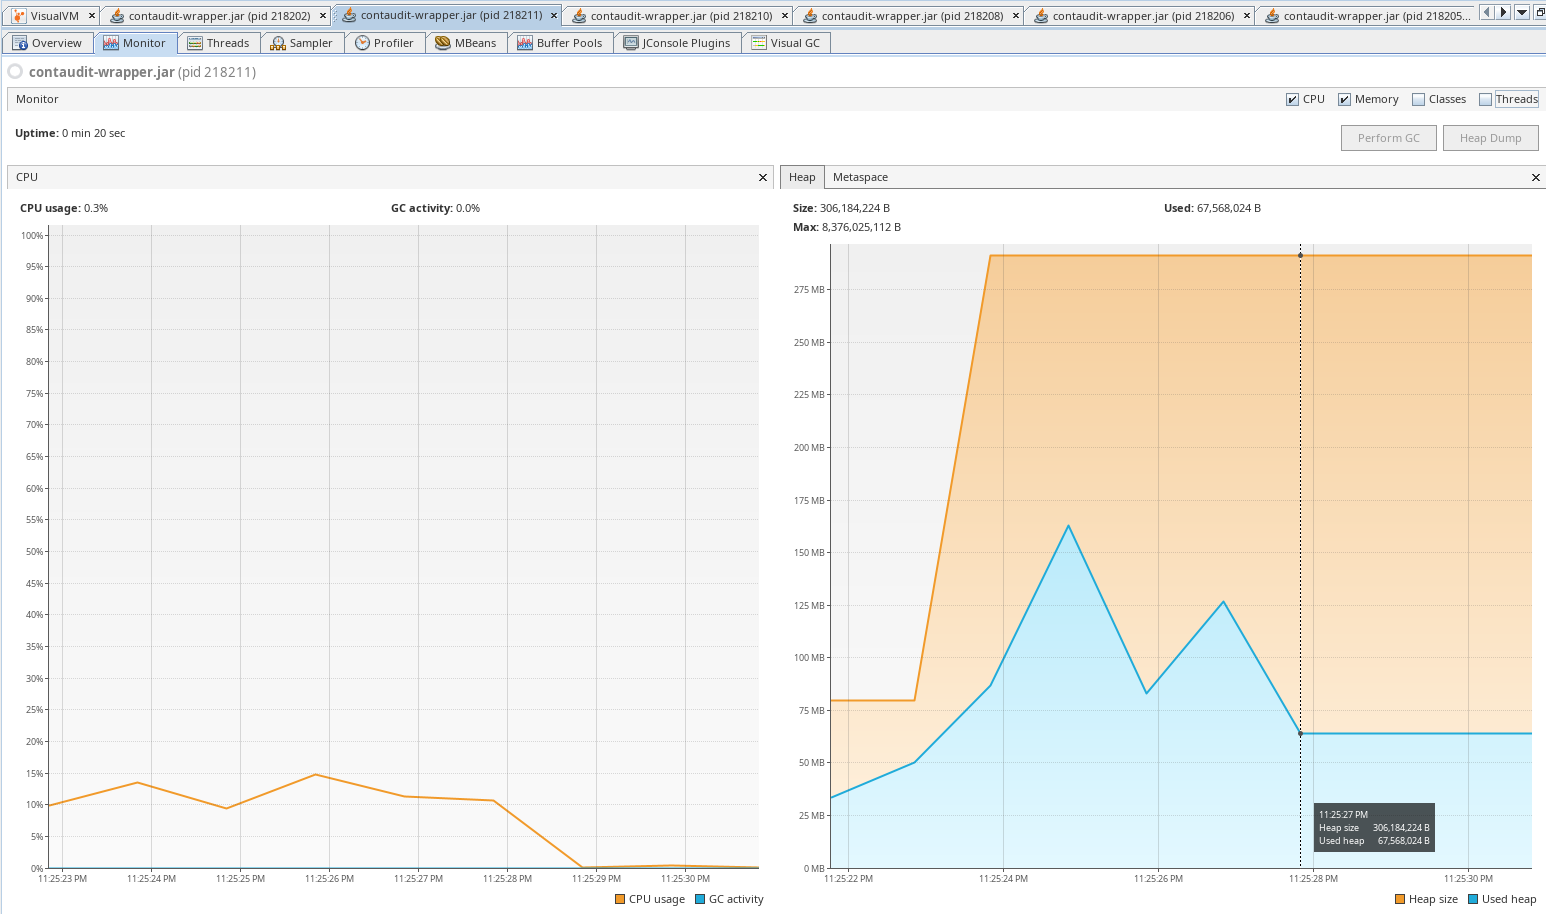 VisualVM contaudit-wrapper.jar (pid 218202) contaudit-wrapper.jar (pid 218211) contaudit-wrapper.jar (pid 218210) contaudit-wrapper.jar (pid 218208) contaudit-wrapper.jar (pid 218206) contaudit-wrapper.jar (pid 218205...
Overview Monitor Threads Sampler Profiler MBeans Buffer Pools JConsole Plugins Visual GC
contaudit-wrapper.jar (pid 218211)
Monitor CPU Memory Classes Threads
Uptime: 0 min 20 sec Perform GC Heap Dump
CPU
CPU usage: 0.3% GC activity: 0.0%
100%
95%
90%
85%
80%
75%
70%
65%
60%
55%
50%
45%
40%
35%
30%
25%
20%
15%
10%
5%
0%
11:25:23 PM 11:25:24 PM 11:25:25 PM 11:25:26 PM 11:25:27 PM 11:25:28 PM 11:25:29 PM 11:25:30 PM
CPU usage GC activity
Heap Metaspace
Size: 306,184,224 B Used: 67,568,024 B
Max: 8,376,025,112 B
275 MB
250 MB
225 MB
200 MB
175 MB
150 MB
125 MB
100 MB
75 MB
50 MB
25 MB
0 MB
11:25:27 PM
Heap size 306,184,224 B
Used heap 67,568,024 B
11:25:22 PM 11:25:24 PM 11:25:26 PM 11:25:28 PM 11:25:30 PM
Heap size Used heap